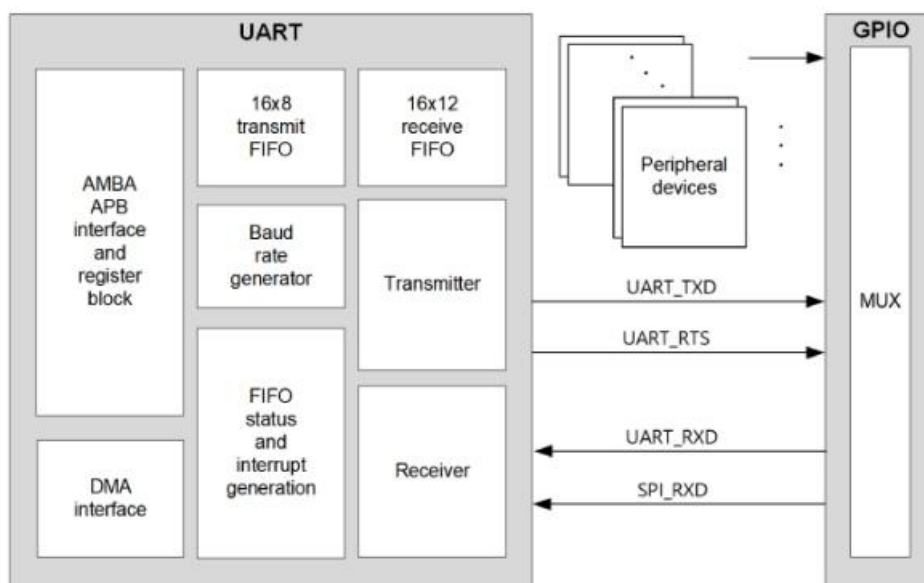 UART
AMBA
APB
interface
and
register
block
16x8
transmit
FIFO
16x12
receive
FIFO
Baud
rate
generator
Transmitter
FIFO
status
and
interrupt
generation
Receiver
DMA
interface
Peripheral
devices
UART_TXD
UART_RTS
UART_RXD
SPI_RXD
GPIO
MUX